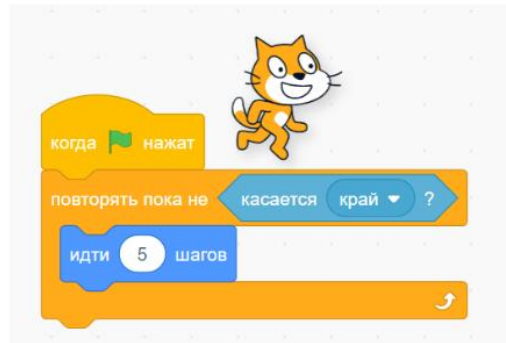 когда нажат
повторять пока не касается край ?
идти 5 шагов